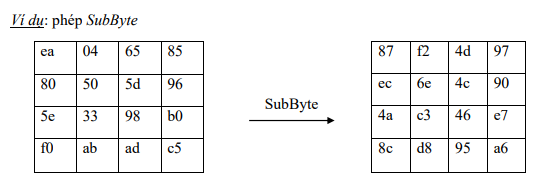 Ví dụ: phép SubByte
ea 04 65 85 87 f2 4d 97
80 50 5d 96 ec 6e 4c 90
SubByte
5e 33 98 b0 4a c3 46 e7
f0 ab ad c5 8c d8 95 a6